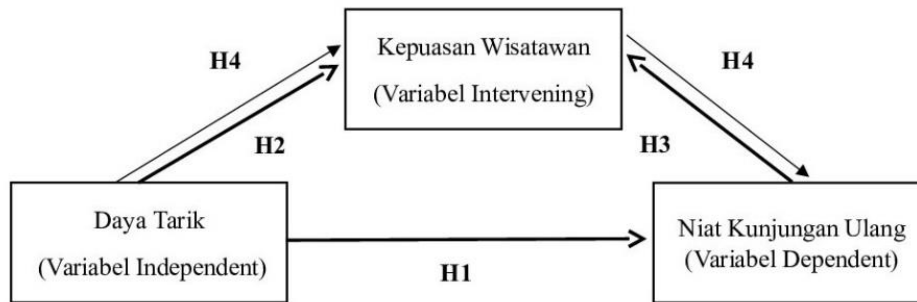 H4
Kepuasan Wisatawan
(Variabel Intervening)
H4
H2
H3
Daya Tarik
(Variabel Independent)
Niat Kunjungan Ulang
(Variabel Dependent)
H1